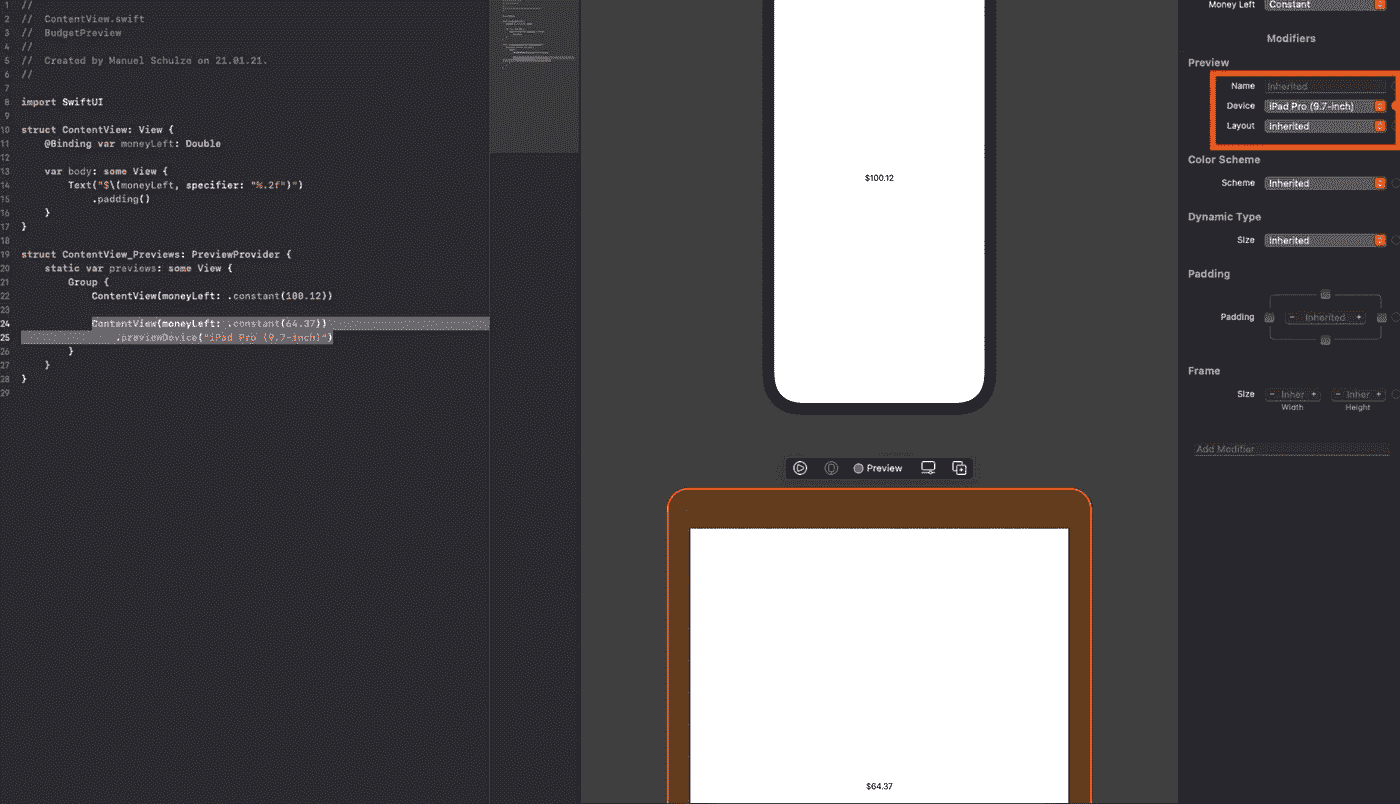 1 //
2 // ContentView.swift
3 // BudgetPreview
4 //
5 // Created by Manuel Schulze on 21.01.21.
6 //
7
8 import SwiftUI
9
10 struct ContentView: View {
11 @Binding var moneyLeft: Double
12
13 var body: some View {
14 Text("$\(moneyLeft, specifier: "%.2f")")
15 .padding()
16 }
17 }
18
19 struct ContentView_Previews: PreviewProvider {
20 static var previews: some View {
21 Group {
22 ContentView(moneyLeft: .constant(100.12))
23
24 ContentView(moneyLeft: .constant(64.37))
25 .previewDevice("iPad Pro (9.7-inch)")
26 }
27 }
28 }
29
$100.12
Preview
$64.37
Money Left Constant
Modifiers
Preview
Name Inherited
Device iPad Pro (9.7-inch)
Layout Inherited
Color Scheme
Scheme Inherited
Dynamic Type
Size Inherited
Padding
Padding - Inherited +
Frame
Size - Inher + - Inher +
Width Height
Add Modifier